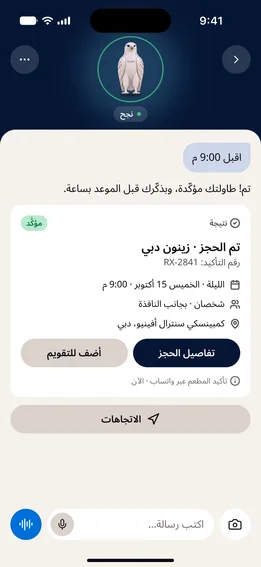 9:41
نجح
اقبل 9:00 م
تم! طاولتك مؤكّدة، وبذكّرك قبل الموعد بساعة.
نتيجة
مؤكَّد
تم الحجز · زينون دبي
رقم التأكيد: RX-2841
الليلة · الخميس 15 أكتوبر · 9:00 م
شخصان · بجانب النافذة
كمبينسكي سنترال أفينيو، دبي
تفاصيل الحجز
أضف للتقويم
تأكيد المطعم عبر واتساب · الآن
الاتجاهات
اكتب رسالة...